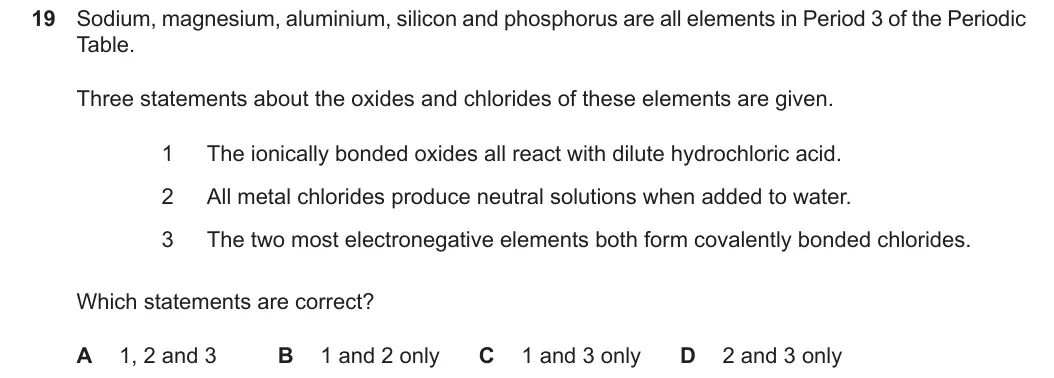 19 Sodium, magnesium, aluminium, silicon and phosphorus are all elements in Period 3 of the Periodic
Table.
Three statements about the oxides and chlorides of these elements are given.
1 The ionically bonded oxides all react with dilute hydrochloric acid.
2 All metal chlorides produce neutral solutions when added to water.
3 The two most electronegative elements both form covalently bonded chlorides.
Which statements are correct?
A 1, 2 and 3 B 1 and 2 only C 1 and 3 only D 2 and 3 only